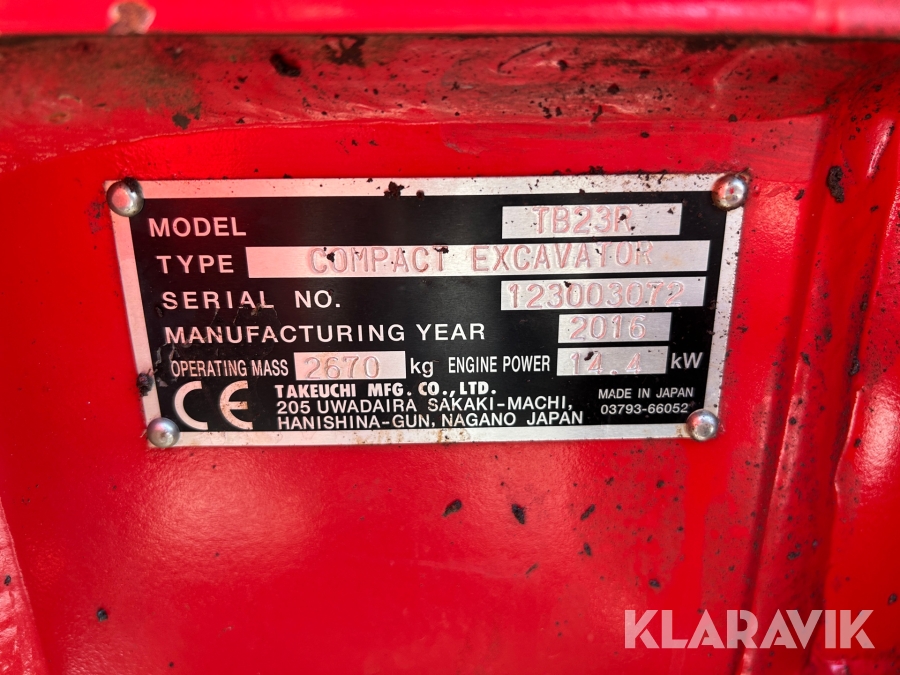 MODEL TB23R
TYPE COMPACT EXCAVATOR
SERIAL NO. 123003072
MANUFACTURING YEAR 2016
OPERATING MASS 2670 kg ENGINE POWER 14.4 kW
CE TAKEUCHI MFG. CO.,LTD.
205 UWADAIRA SAKAKI-MACHI,
HANISHINA-GUN, NAGANO JAPAN
MADE IN JAPAN
03793-66052
KLARAVIK